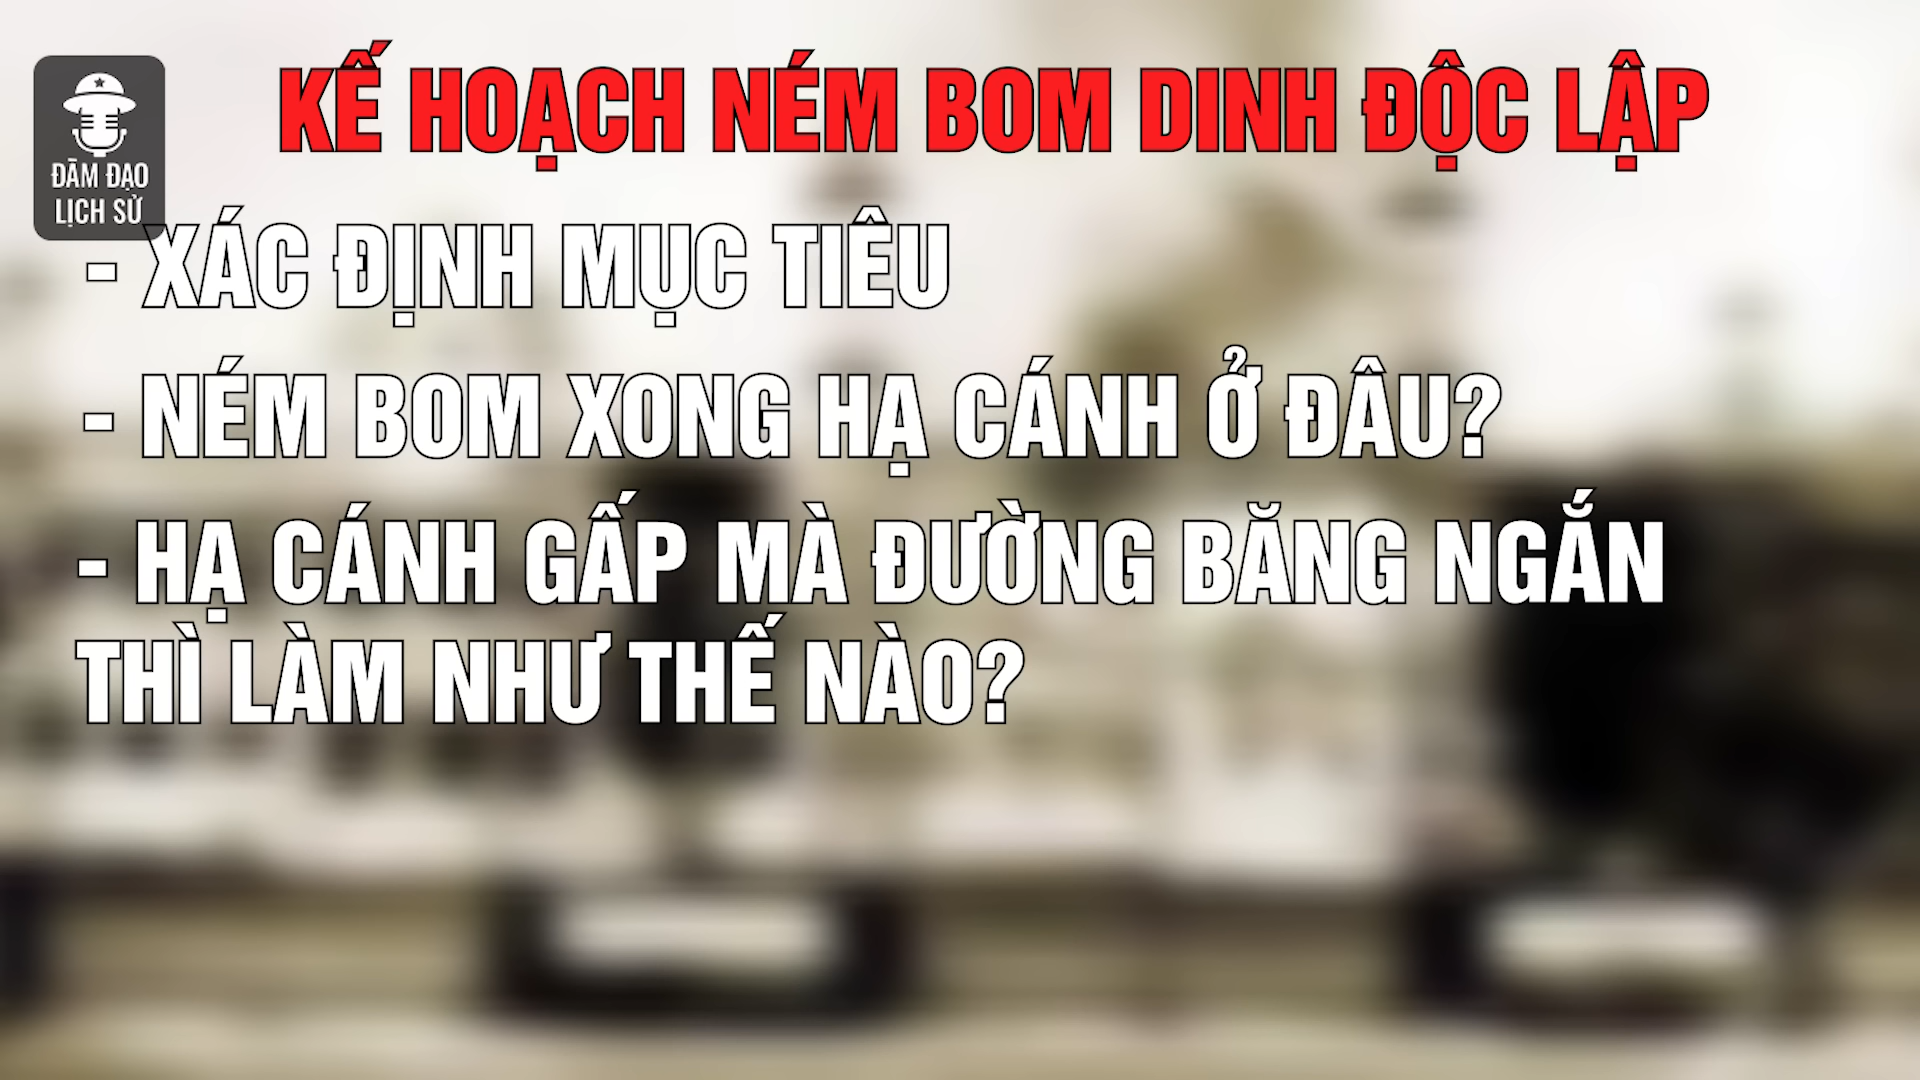 KẾ HOẠCH NÉM BOM DINH ĐỘC LẬP
ĐÀM ĐẠO
LỊCH SỬ
- XÁC ĐỊNH MỤC TIÊU
- NÉM BOM XONG HẠ CÁNH Ở ĐÂU?
- HẠ CÁNH GẤP MÀ ĐƯỜNG BĂNG NGẮN
THÌ LÀM NHƯ THẾ NÀO?